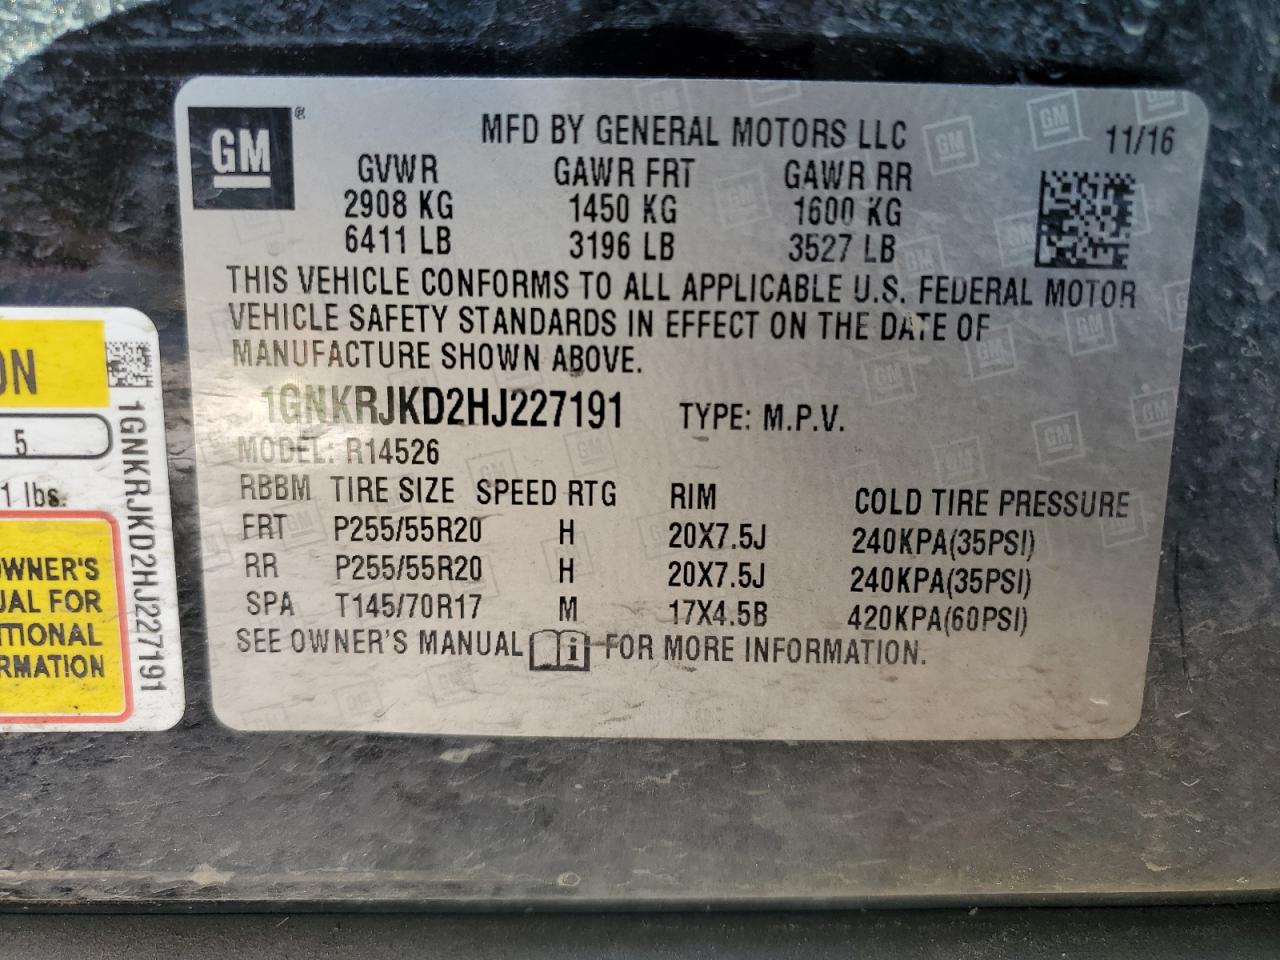 GM
®
MFD BY GENERAL MOTORS LLC
11/16
GVWR GAWR FRT GAWR RR
2908 KG 1450 KG 1600 KG
6411 LB 3196 LB 3527 LB
THIS VEHICLE CONFORMS TO ALL APPLICABLE U.S. FEDERAL MOTOR
VEHICLE SAFETY STANDARDS IN EFFECT ON THE DATE OF
MANUFACTURE SHOWN ABOVE.
1GNKRJKD2HJ227191 TYPE: M.P.V.
MODEL: R14526
RBBM TIRE SIZE SPEED RTG RIM COLD TIRE PRESSURE
FRT P255/55R20 H 20X7.5J 240KPA(35PSI)
RR P255/55R20 H 20X7.5J 240KPA(35PSI)
SPA T145/70R17 M 17X4.5B 420KPA(60PSI)
SEE OWNER'S MANUAL i FOR MORE INFORMATION.
ON
5
1 lbs.
WNER'S
UAL FOR
TIONAL
RMATION
1GNKRJKD2HJ227191